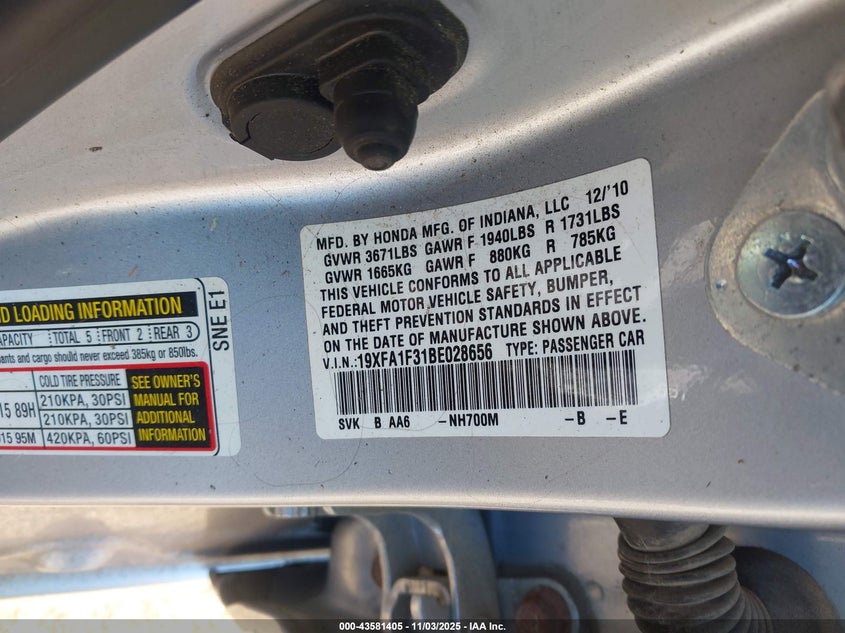 MFD. BY HONDA MFG. OF INDIANA, LLC 12/'10
GVWR 3671LBS GAWR F 1940LBS R 1731LBS
GVWR 1665KG GAWR F 880KG R 785KG
THIS VEHICLE CONFORMS TO ALL APPLICABLE
FEDERAL MOTOR VEHICLE SAFETY, BUMPER,
AND THEFT PREVENTION STANDARDS IN EFFECT
ON THE DATE OF MANUFACTURE SHOWN ABOVE.
V.I.N.:19XFA1F31BE028656 TYPE: PASSENGER CAR
SVK B AA6 -NH700M -B -E
LOADING INFORMATION
TOTAL 5 FRONT 2 REAR 3
and cargo should never exceed 385kg or 850lbs.
COLD TIRE PRESSURE
15 89H 210KPA, 30PSI
210KPA, 30PSI
15 95M 420KPA, 60PSI
SEE OWNER'S
MANUAL FOR
ADDITIONAL
INFORMATION
SNE E1
000-43581405 - 11/03/2025 - IAA Inc.